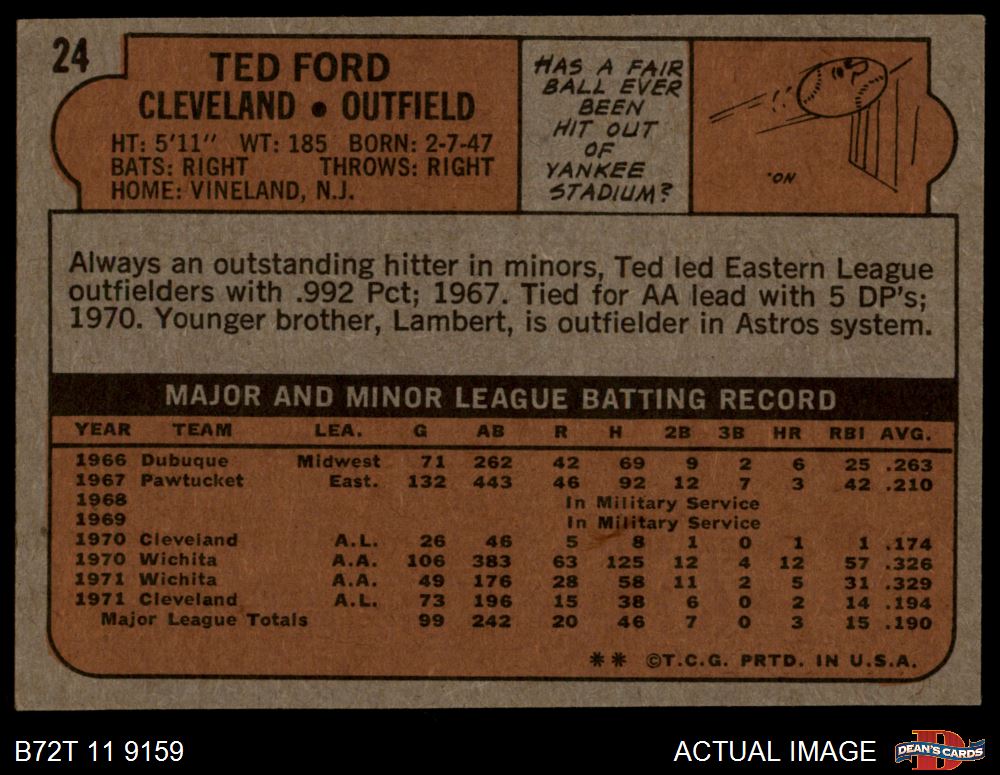 24
TED FORD
CLEVELAND • OUTFIELD
HT: 5'11" WT: 185 BORN: 2-7-47
BATS: RIGHT THROWS: RIGHT
HOME: VINELAND, N.J.
HAS A FAIR
BALL EVER
BEEN
HIT OUT
OF
YANKEE
STADIUM?
'ON
Always an outstanding hitter in minors, Ted led Eastern League
outfielders with .992 Pct; 1967. Tied for AA lead with 5 DP's;
1970. Younger brother, Lambert, is outfielder in Astros system.
MAJOR AND MINOR LEAGUE BATTING RECORD
YEAR TEAM LEA. G AB R H 2B 3B HR RBI AVG.
1966 Dubuque Midwest 71 262 42 69 9 2 6 25 .263
1967 Pawtucket East. 132 443 46 92 12 7 3 42 .210
1968 In Military Service
1969 In Military Service
1970 Cleveland A.L. 26 46 5 8 1 0 1 1 .174
1970 Wichita A.A. 106 383 63 125 12 4 12 57 .326
1971 Wichita A.A. 49 176 28 58 11 2 5 31 .329
1971 Cleveland A.L. 73 196 15 38 6 0 2 14 .194
Major League Totals 99 242 20 46 7 0 3 15 .190
** ©T.C.G. PRTD. IN U.S.A.
B72T 11 9159
ACTUAL IMAGE
D
DEAN'S CARDS